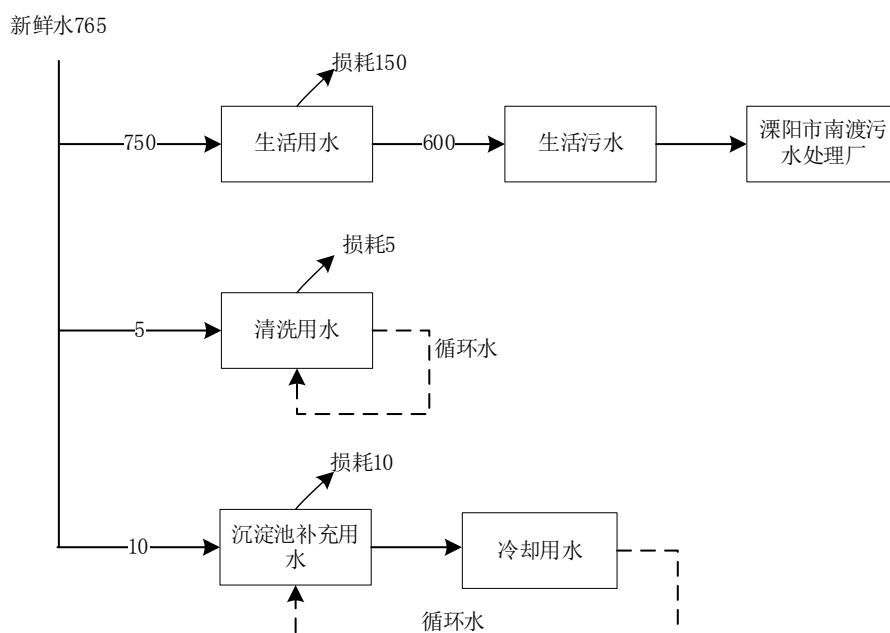 新鲜水765
损耗150
750
生活用水
600
生活污水
溧阳市南渡污
水处理厂
损耗5
5
清洗用水
循环水
损耗10
10
沉淀池补充用
水
冷却用水
循环水